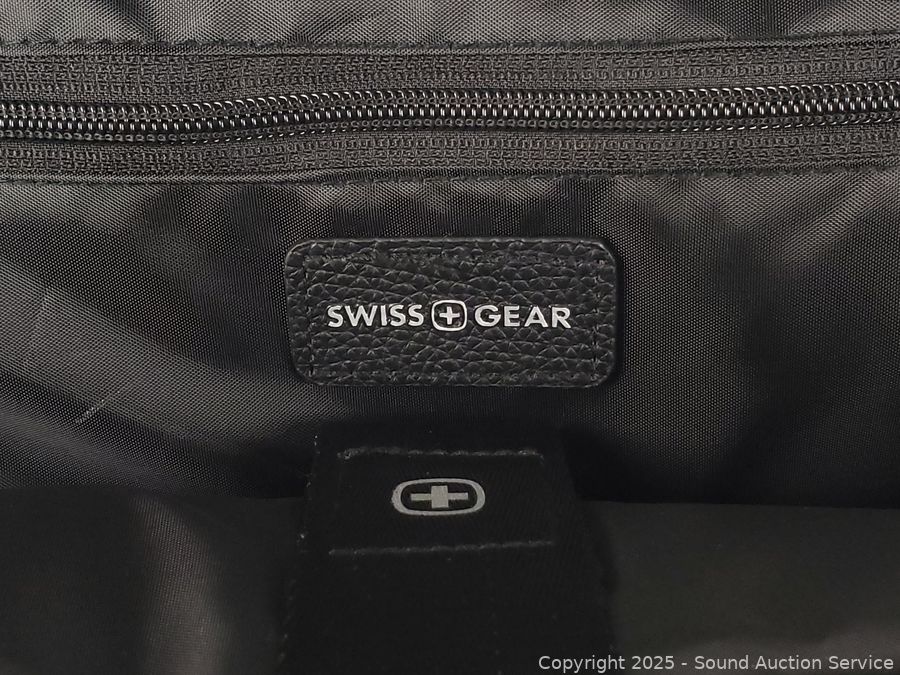 SWISS GEAR
Copyright 2025 - Sound Auction Service